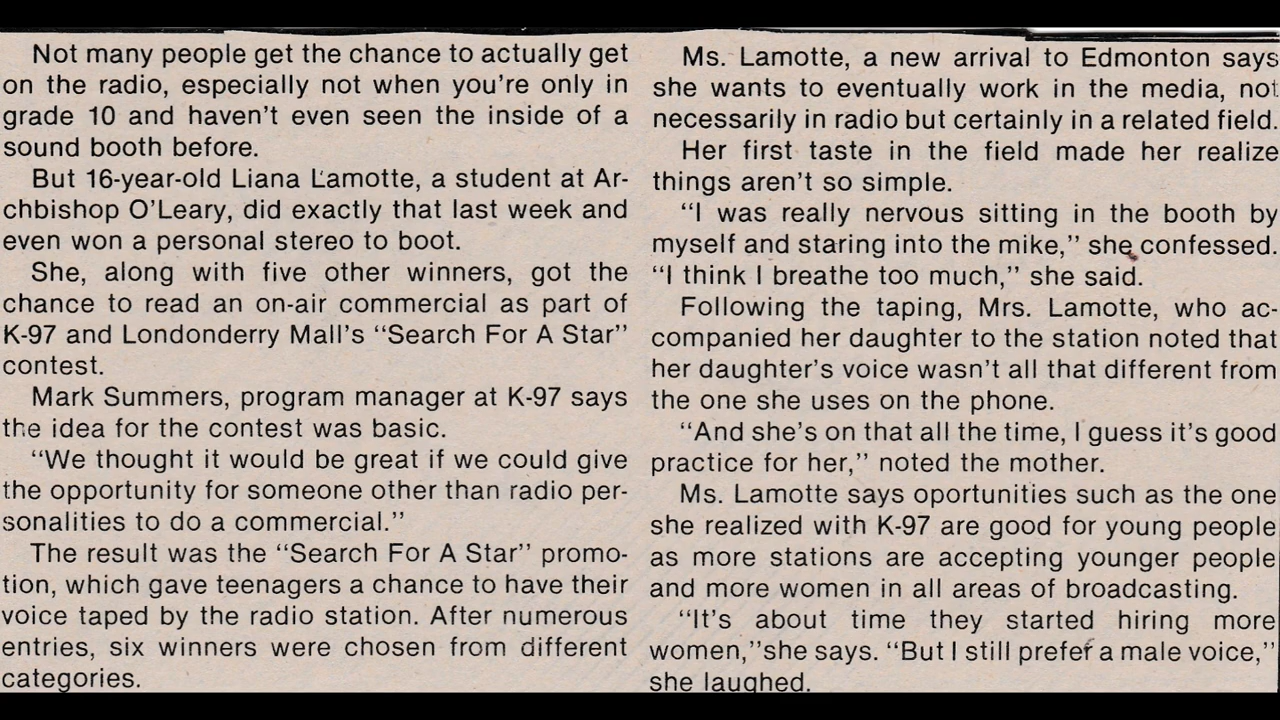 Not many people get the chance to actually get
on the radio, especially not when you're only in
grade 10 and haven't even seen the inside of a
sound booth before.
But 16-year-old Liana Lamotte, a student at Ar-
chbishop O'Leary, did exactly that last week and
even won a personal stereo to boot.
She, along with five other winners, got the
chance to read an on-air commercial as part of
K-97 and Londonderry Mall's "Search For A Star"
contest.
Mark Summers, program manager at K-97 says
the idea for the contest was basic.
"We thought it would be great if we could give
the opportunity for someone other than radio per-
sonalities to do a commercial."
The result was the "Search For A Star" promo-
tion, which gave teenagers a chance to have their
voice taped by the radio station. After numerous
entries, six winners were chosen from different
categories.
Ms. Lamotte, a new arrival to Edmonton says
she wants to eventually work in the media, not
necessarily in radio but certainly in a related field.
Her first taste in the field made her realize
things aren't so simple.
"I was really nervous sitting in the booth by
myself and staring into the mike," she confessed.
"I think I breathe too much," she said.
Following the taping, Mrs. Lamotte, who ac-
companied her daughter to the station noted that
her daughter's voice wasn't all that different from
the one she uses on the phone.
"And she's on that all the time, I guess it's good
practice for her," noted the mother.
Ms. Lamotte says oportunities such as the one
she realized with K-97 are good for young people
as more stations are accepting younger people
and more women in all areas of broadcasting.
"It's about time they started hiring more
women,"she says. "But I still prefer a male voice,"
she laughed.